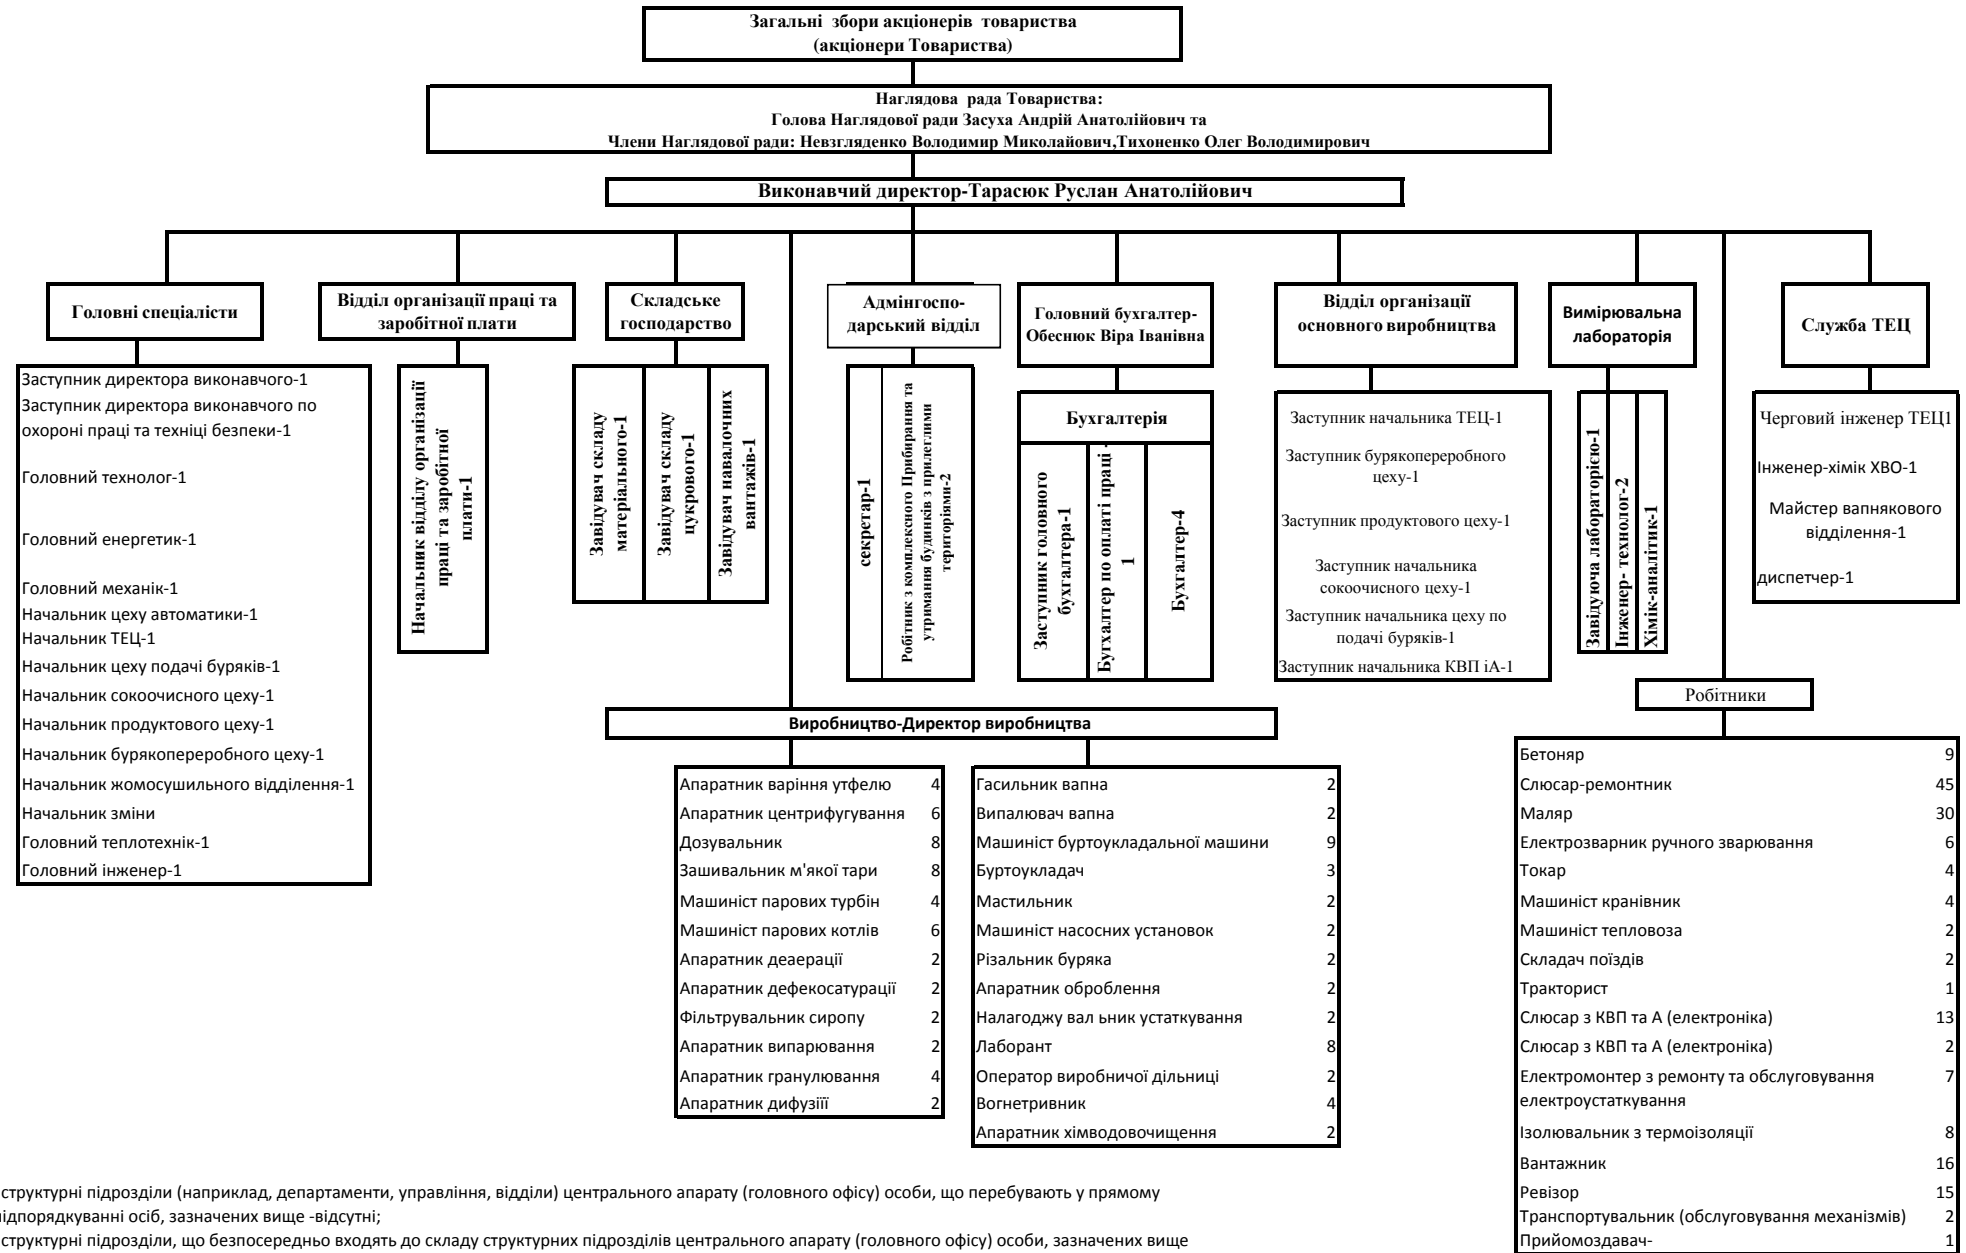 Загальні збори акціонерів товариства
(акціонери Товариства)
Наглядова рада Товариства:
Голова Наглядової ради Засуха Андрій Анатолійович та
Члени Наглядової ради: Невзгляденко Володимир Миколайович,Тихоненко Олег Володимирович
Виконавчий директор-Тарасюк Руслан Анатолійович
Головні спеціалісти
Заступник директора виконавчого-1
Заступник директора виконавчого по
охороні праці та техніці безпеки-1
Головний технолог-1
Головний енергетик-1
Головний механік-1
Начальник цеху автоматики-1
Начальник ТЕЦ-1
Начальник цеху подачі буряків-1
Начальник сокоочисного цеху-1
Начальник продуктового цеху-1
Начальник бурякопереробного цеху-1
Начальник жомосушильного відділення-1
Начальник зміни
Головний теплотехнік-1
Головний інженер-1
Відділ організації праці та
заробітної плати
Начальник відділу організації
праці та заробітної
плати-1
Складське
господарство
Завідувач складу
матеріального-1
Завідувач складу
цукрового-1
Завідувач навалочних
вантажів-1
Адмінгоспо-
дарський відділ
секретар-1
Робітник з комплексного Прибирання та
утримання будинків з прилеглими
територіями-2
Головний бухгалтер-
Обеснюк Віра Іванівна
Бухгалтерія
Заступник головного
бухгалтера-1
Бугхалтер по оплаті праці -
1
Бухгалтер-4
Відділ організації
основного виробництва
Заступник начальника ТЕЦ-1
Заступник бурякопереробного
цеху-1
Заступник продуктового цеху-1
Заступник начальника
сокоочисного цеху-1
Заступник начальника цеху по
подачі буряків-1
Заступник начальника КВП іА-1
Вимірювальна
лабораторія
Завідуюча лабораторією-1
Інженер- технолог-2
Хімік-аналітик-1
Служба ТЕЦ
Черговий інженер ТЕЦ1
Інженер-хімік ХВО-1
Майстер вапнякового
відділення-1
диспетчер-1
Виробництво-Директор виробництва
Апаратник варіння утфелю 4
Апаратник центрифугування 6
Дозувальник 8
Зашивальник м'якої тари 8
Машиніст парових турбін 4
Машиніст парових котлів 6
Апаратник деаерації 2
Апаратник дефекосатурації 2
Фільтрувальник сиропу 2
Апаратник випарювання 2
Апаратник гранулювання 4
Апаратник дифузіїї 2
Гасильник вапна 2
Випалювач вапна 2
Машиніст буртоукладальної машини 9
Буртоукладач 3
Мастильник 2
Машиніст насосних установок 2
Різальник буряка 2
Апаратник оброблення 2
Налагоджу вал ьник устаткування 2
Лаборант 8
Оператор виробничої дільниці 2
Вогнетривник 4
Апаратник хімводовочищення 2
Робітники
Бетоняр 9
Слюсар-ремонтник 45
Маляр 30
Електрозварник ручного зварювання 6
Токар 4
Машиніст кранівник 4
Машиніст тепловоза 2
Складач поїздів 2
Тракторист 1
Слюсар з КВП та А (електроніка) 13
Слюсар з КВП та А (електроніка) 2
Електромонтер з ремонту та обслуговування 7
електроустаткування
Ізолювальник з термоізоляції 8
Вантажник 16
Ревізор 15
Транспортувальник (обслуговування механізмів) 2
Прийомоздавач- 1
структурні підрозділи (наприклад, департаменти, управління, відділи) центрального апарату (головного офісу) особи, що перебувають у прямому
підпорядкуванні осіб, зазначених вище -відсутні;
структурні підрозділи, що безпосередньо входять до складу структурних підрозділів центрального апарату (головного офісу) особи, зазначених вище